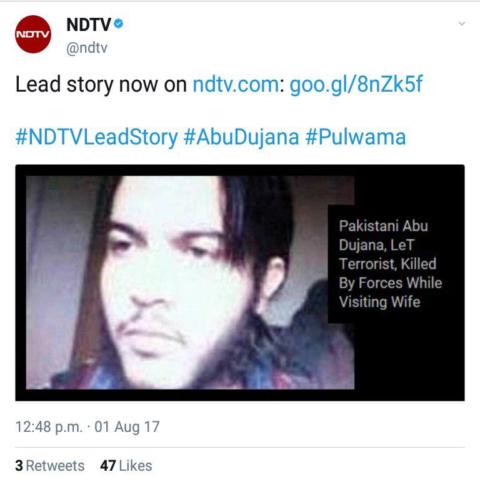 NDTV
NDTV
@ndtv
Lead story now on ndtv.com: goo.gl/8nZk5f
#NDTVLeadStory #AbuDujana #Pulwama
Pakistani Abu
Dujana, LeT
Terrorist, Killed
By Forces While
Visiting Wife
12:48 p.m. · 01 Aug 17
3 Retweets 47 Likes